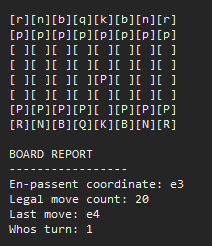 [r][n][b][q][k][b][n][r]
[p][p][p][p][p][p][p][p]
[ ][ ][ ][ ][ ][ ][ ][ ]
[ ][ ][ ][ ][ ][ ][ ][ ]
[ ][ ][ ][ ][P][ ][ ][ ]
[ ][ ][ ][ ][ ][ ][ ][ ]
[P][P][P][P][ ][P][P][P]
[R][N][B][Q][K][B][N][R]
BOARD REPORT
-----------------
En-passent coordinate: e3
Legal move count: 20
Last move: e4
Whos turn: 1